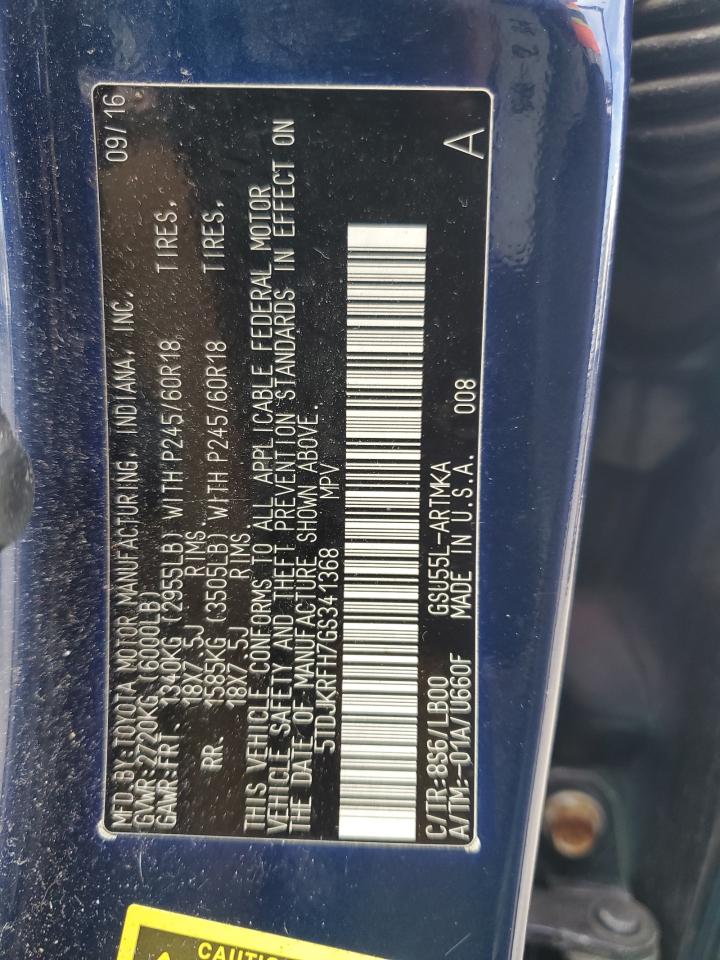 MFD.BY:TOYOTA MOTOR MANUFACTURING, INDIANA, INC. 09/16
GVWR:2720KG (6000LB)
GAWR:FRT. 1340KG (2955LB) WITH P245/60R18, TIRES,
18X7.5J RIMS.
RR. 1585KG (3505LB) WITH P245/60R18 TIRES,
18X7.5J RIMS.
THIS VEHICLE CONFORMS TO ALL APPLICABLE FEDERAL MOTOR
VEHICLE SAFETY AND THEFT PREVENTION STANDARDS IN EFFECT ON
THE DATE OF MANUFACTURE SHOWN ABOVE.
5TDJKRFH7GS341368 MPV
C/TR:8S6/LB00 GSU55L-ARTMKA 008
A/TM:-01A/U660F MADE IN U.S.A. A
CAUTI